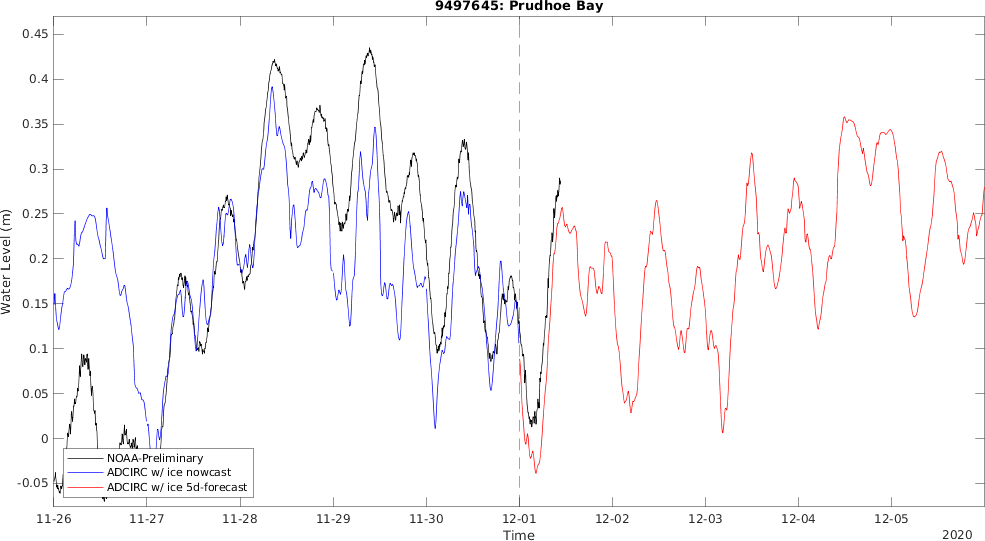 9497645: Prudhoe Bay
0.45
0.4
0.35
0.3
0.25
0.2
0.15
0.1
0.05
0
-0.05
Water Level (m)
NOAA-Preliminary
ADCIRC w/ ice nowcast
ADCIRC w/ ice 5d-forecast
11-26 11-27 11-28 11-29 11-30 12-01 12-02 12-03 12-04 12-05
Time
2020